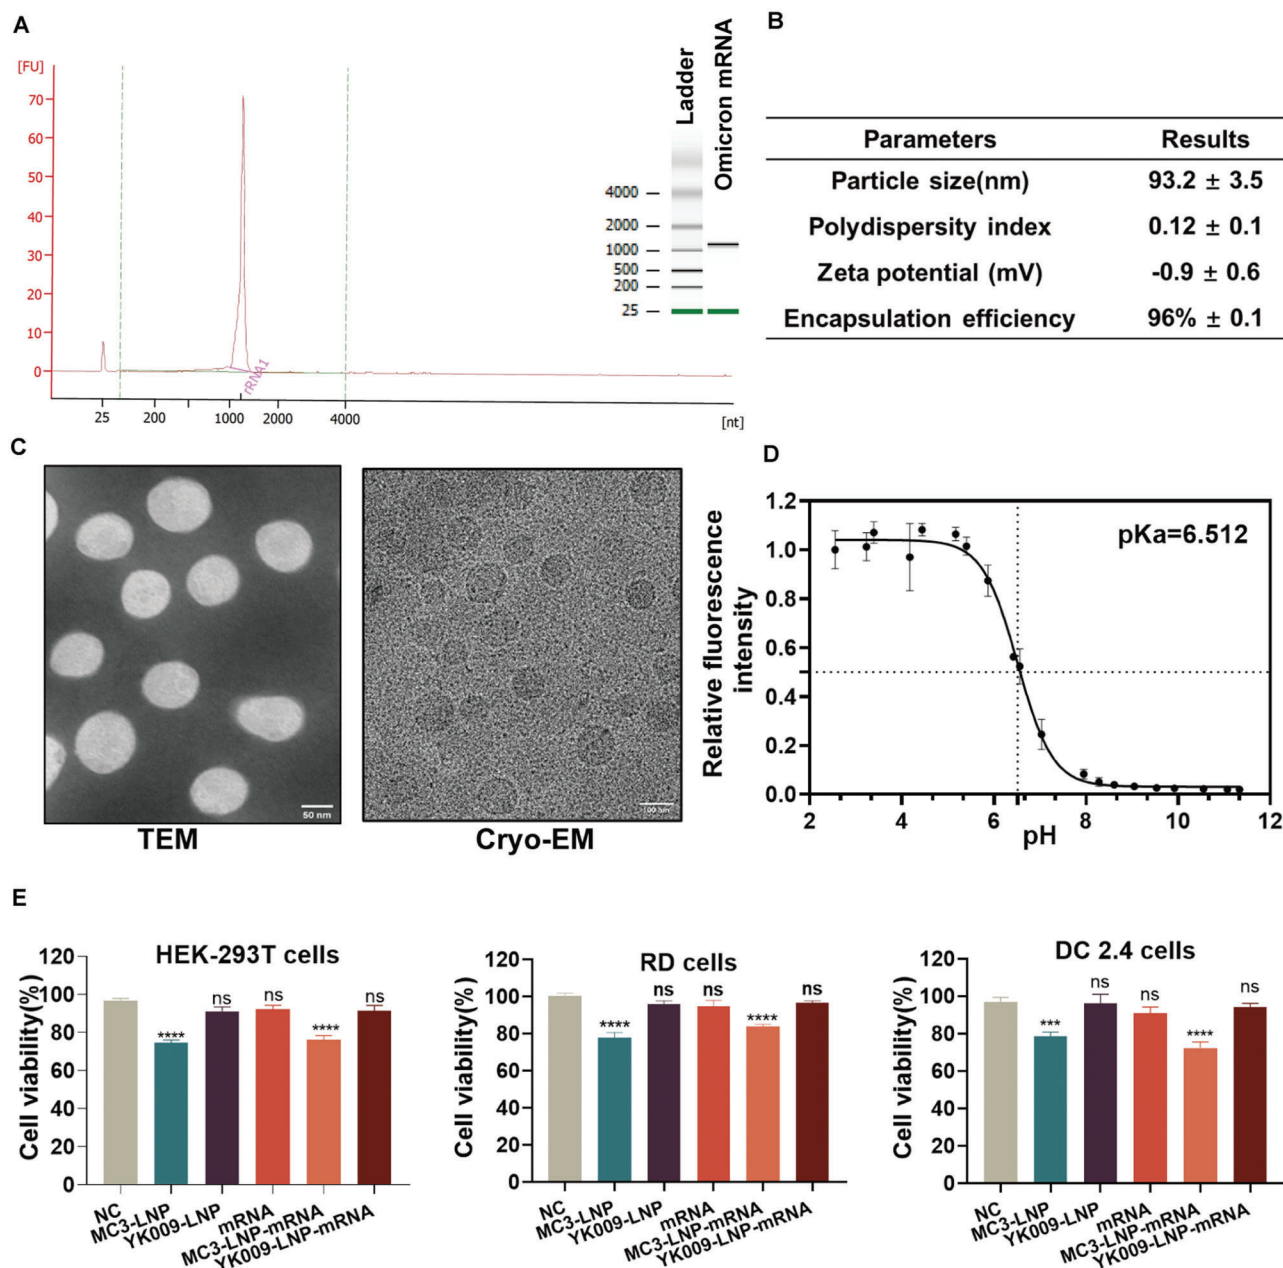 A
[FU]
70
60
50
40
30
20
10
0
rRNA1
25
200
1000
2000
4000
[nt]
Ladder
Omicron mRNA
4000
2000
1000
500
200
25
B
Parameters Results
Particle size(nm) 93.2 ± 3.5
Polydispersity index 0.12 ± 0.1
Zeta potential (mV) -0.9 ± 0.6
Encapsulation efficiency 96% ± 0.1
C
50 nm
TEM
100 nm
Cryo-EM
D
pKa=6.512
Relative fluorescence
intensity
1.2
1.0
0.8
0.6
0.4
0.2
0.0
2 4 6 8 10 12
pH
E
HEK-293T cells
Cell viability(%)
120
100
80
60
40
20
0
****
ns
ns
****
ns
NC
MC3-LNP
YK009-LNP
mRNA
MC3-LNP-mRNA
YK009-LNP-mRNA
RD cells
Cell viability(%)
120
100
80
60
40
20
0
****
ns
ns
****
ns
NC
MC3-LNP
YK009-LNP
mRNA
MC3-LNP-mRNA
YK009-LNP-mRNA
DC 2.4 cells
Cell viability(%)
120
100
80
60
40
20
0
***
ns
ns
****
ns
NC
MC3-LNP
YK009-LNP
mRNA
MC3-LNP-mRNA
YK009-LNP-mRNA